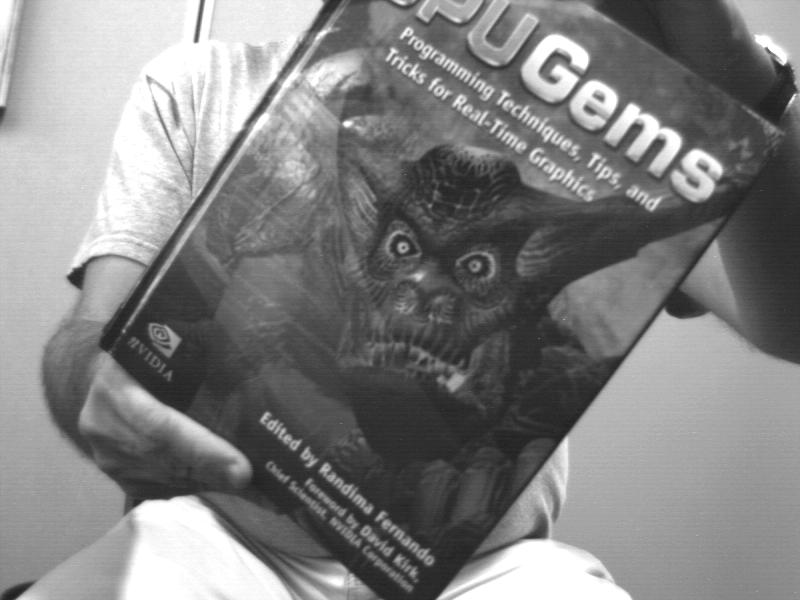 GPU Gems
Programming Techniques, Tips, and
Tricks for Real-Time Graphics
NVIDIA
Edited by Randima Fernando
Foreword by David Kirk,
Chief Scientist, NVIDIA Corporation